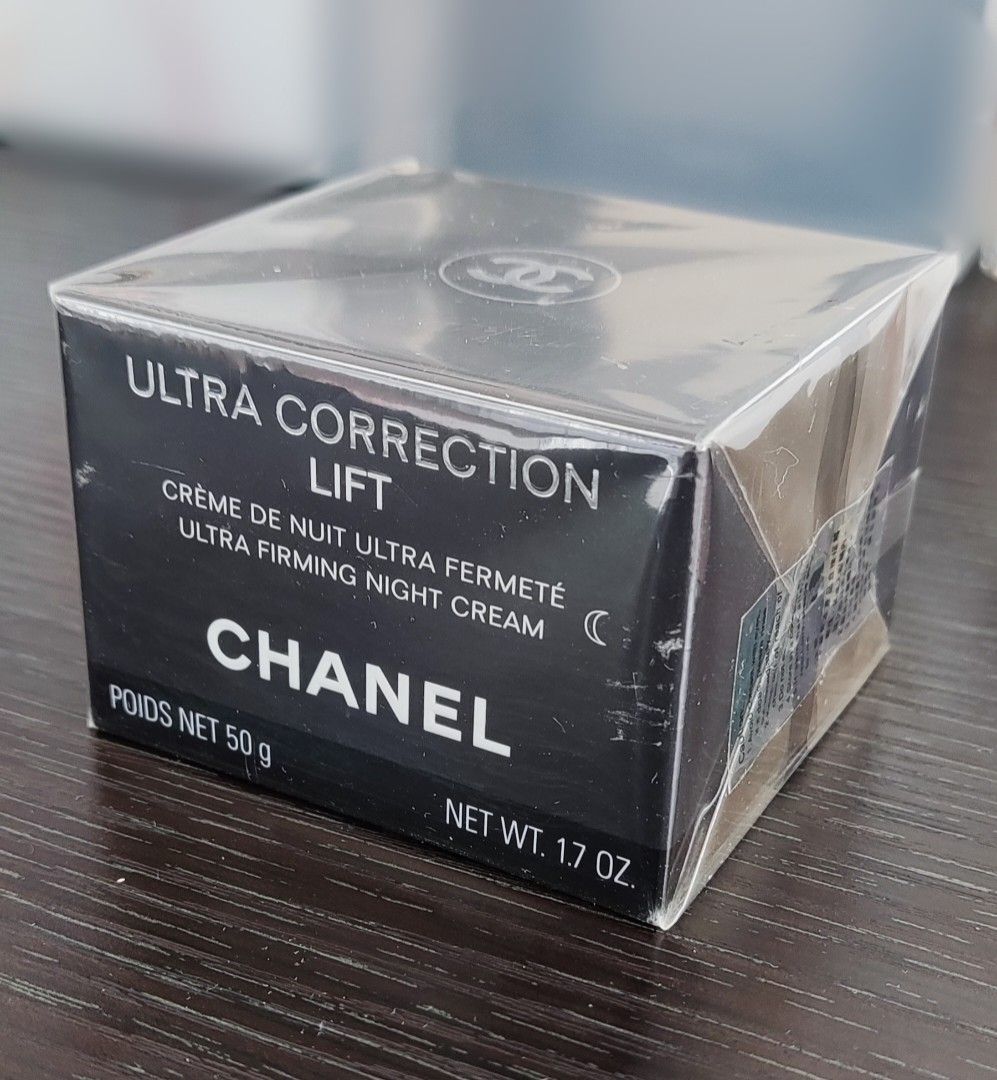 ULTRA CORRECTION
LIFT
CRÈME DE NUIT ULTRA FERMETÉ
ULTRA FIRMING NIGHT CREAM
CHANEL
POIDS NET 50 g
NET WT. 1.7 OZ.